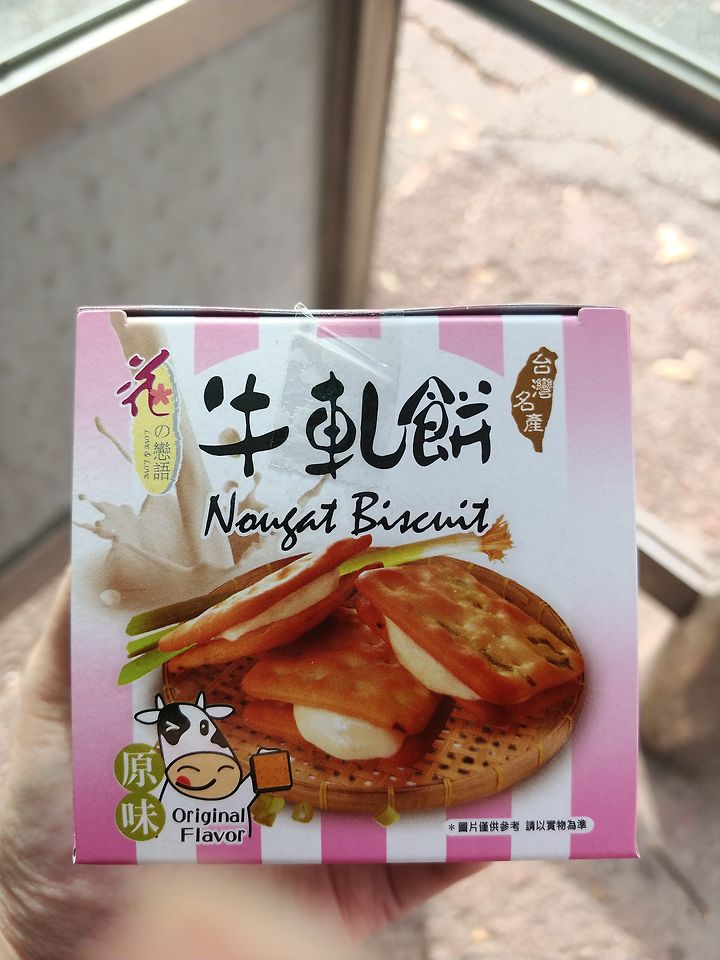 花の戀語
Love & Love
牛軋餅
台灣名產
Nougat Biscuit
原味
Original
Flavor
*圖片僅供參考 請以實物為準